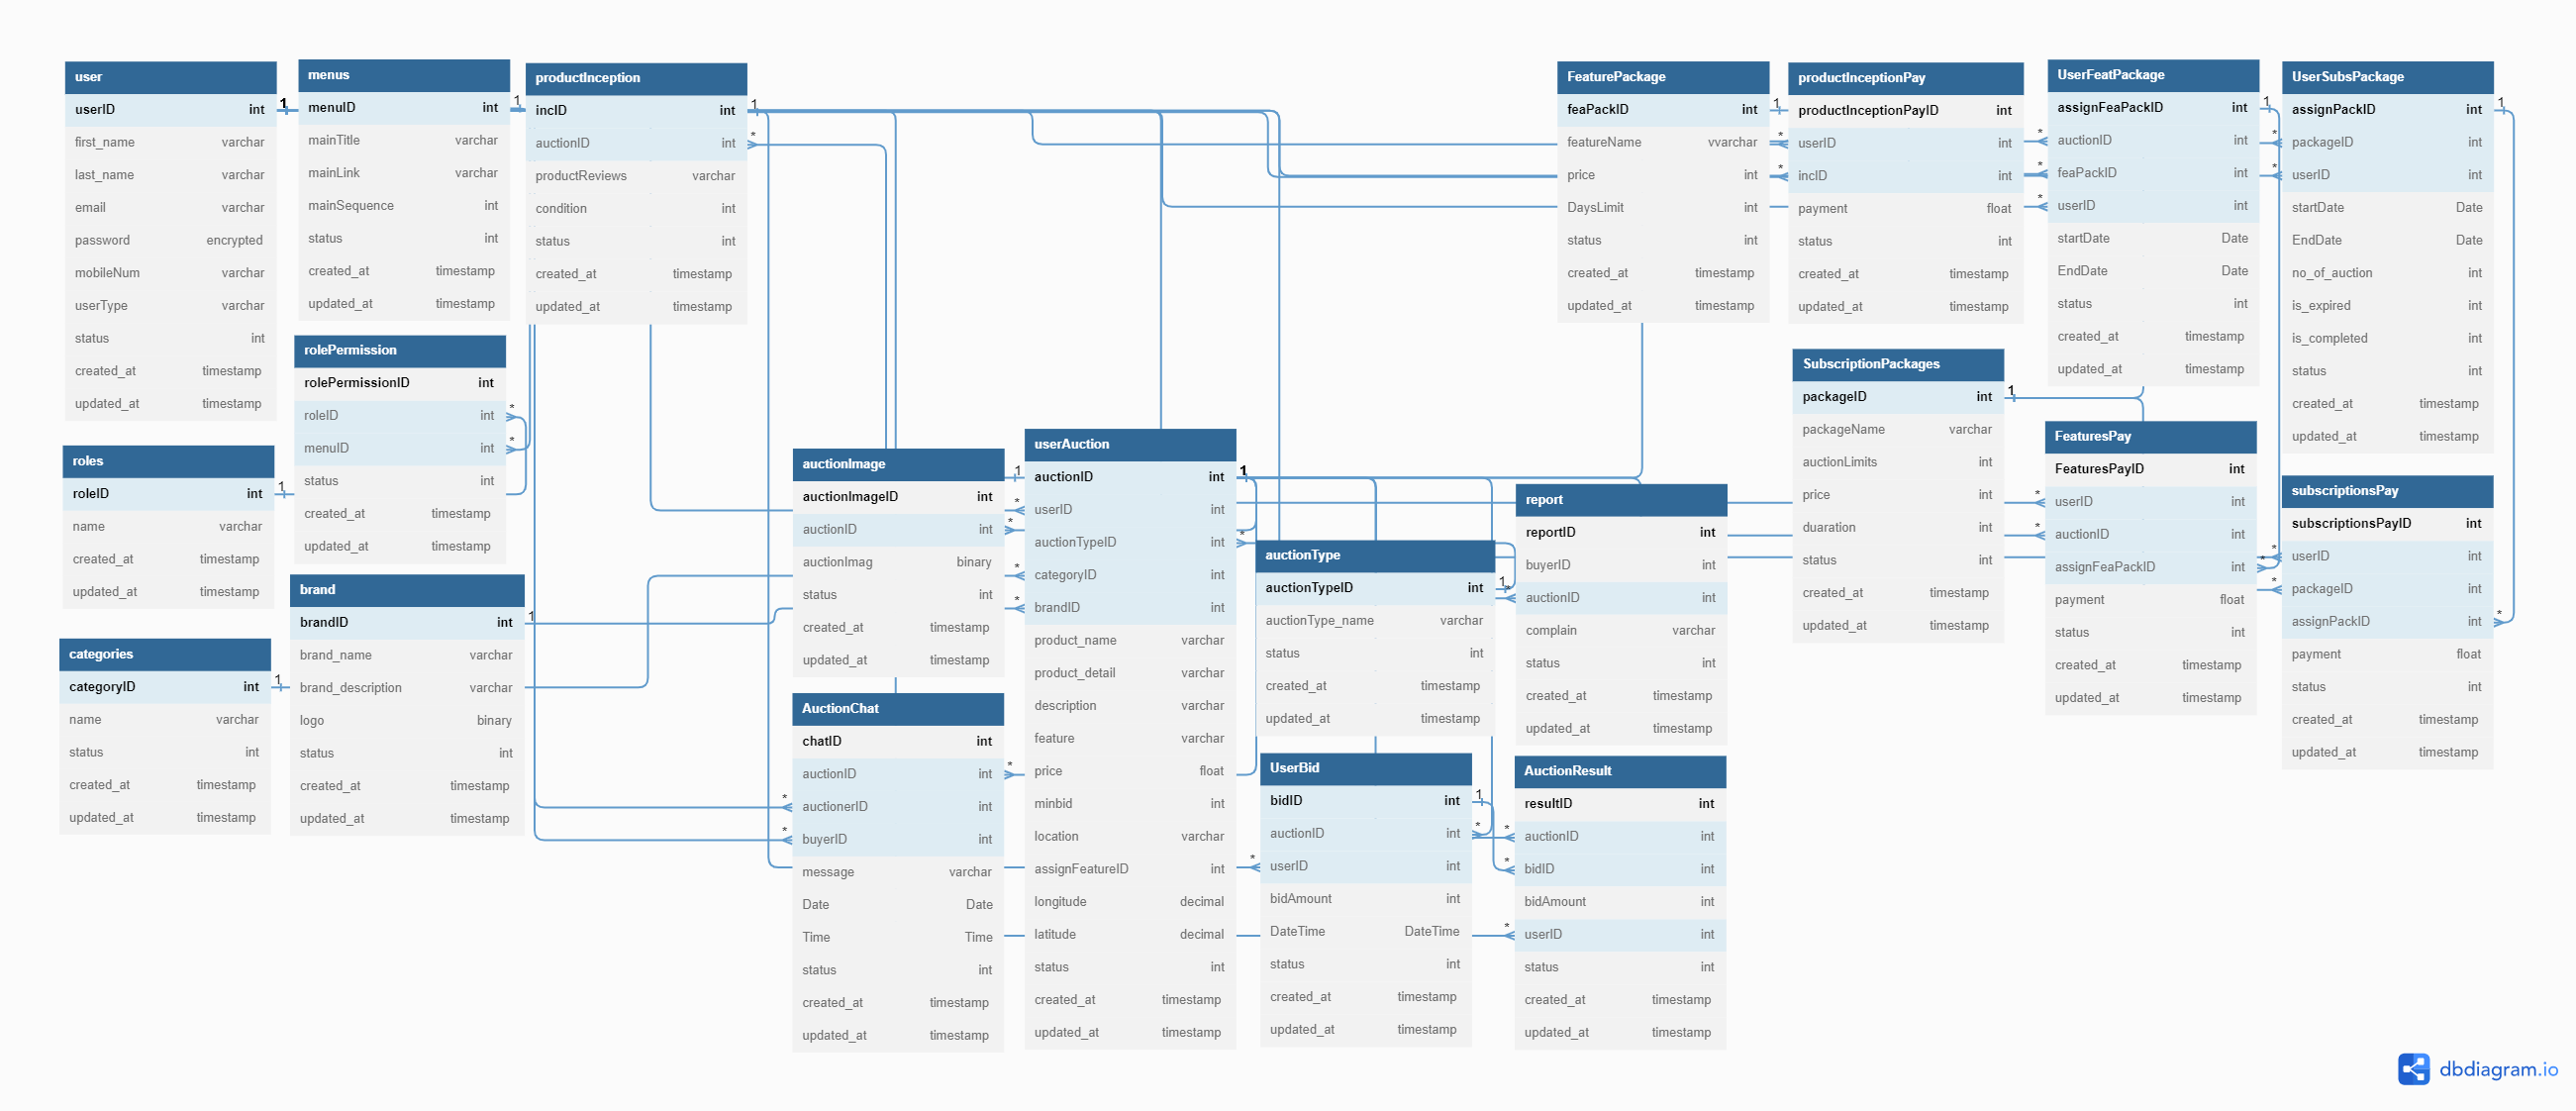 user
userID int 1
first_name varchar
last_name varchar
email varchar
password encrypted
mobileNum varchar
userType varchar
status int
created_at timestamp
updated_at timestamp
menus
menuID int 1
mainTitle varchar
mainLink varchar
mainSequence int
status int
created_at timestamp
updated_at timestamp
productInception
incID int 1
auctionID int *
productReviews varchar
condition int
status int
created_at timestamp
updated_at timestamp
rolePermission
rolePermissionID int
roleID int *
menuID int *
status int
created_at timestamp
updated_at timestamp
roles
roleID int 1
name varchar
created_at timestamp
updated_at timestamp
brand
brandID int 1
brand_name varchar
brand_description varchar
logo binary
status int
created_at timestamp
updated_at timestamp
categories
categoryID int 1
name varchar
status int
created_at timestamp
updated_at timestamp
auctionImage
auctionImageID int
auctionID int *
auctionImag binary
status int
created_at timestamp
updated_at timestamp
AuctionChat
chatID int
auctionID int *
* auctionerID int
* buyerID int
message varchar
Date Date
Time Time
status int
created_at timestamp
updated_at timestamp
userAuction
1 auctionID int 1
* userID int
auctionTypeID int *
* categoryID int
* brandID int
product_name varchar
product_detail varchar
description varchar
feature varchar
price float
minbid int
location varchar
assignFeatureID int
longitude decimal
latitude decimal
status int
created_at timestamp
updated_at timestamp
auctionType
auctionTypeID int 1
auctionType_name varchar
status int
created_at timestamp
updated_at timestamp
UserBid
bidID int 1
auctionID int *
* userID int
bidAmount int
DateTime DateTime
status int
created_at timestamp
updated_at timestamp
report
reportID int
buyerID int
* auctionID int
complain varchar
status int
created_at timestamp
updated_at timestamp
AuctionResult
resultID int
* auctionID int
* bidID int
bidAmount int
* userID int
status int
created_at timestamp
updated_at timestamp
FeaturePackage
feaPackID int 1
featureName vvarchar
price int
DaysLimit int
status int
created_at timestamp
updated_at timestamp
productInceptionPay
productInceptionPayID int
* userID int
* incID int
payment float
status int
created_at timestamp
updated_at timestamp
SubscriptionPackages
packageID int 1
packageName varchar
auctionLimits int
price int
duaration int
status int
created_at timestamp
updated_at timestamp
UserFeatPackage
assignFeaPackID int 1
* auctionID int
* feaPackID int
* userID int
startDate Date
EndDate Date
status int
created_at timestamp
updated_at timestamp
FeaturesPay
FeaturesPayID int
* userID int
* auctionID int
assignFeaPackID int *
payment float
status int
created_at timestamp
updated_at timestamp
UserSubsPackage
assignPackID int 1
* packageID int
* userID int
startDate Date
EndDate Date
no_of_auction int
is_expired int
is_completed int
status int
created_at timestamp
updated_at timestamp
subscriptionsPay
subscriptionsPayID int
* userID int
* packageID int
assignPackID int *
payment float
status int
created_at timestamp
updated_at timestamp
dbdiagram.io